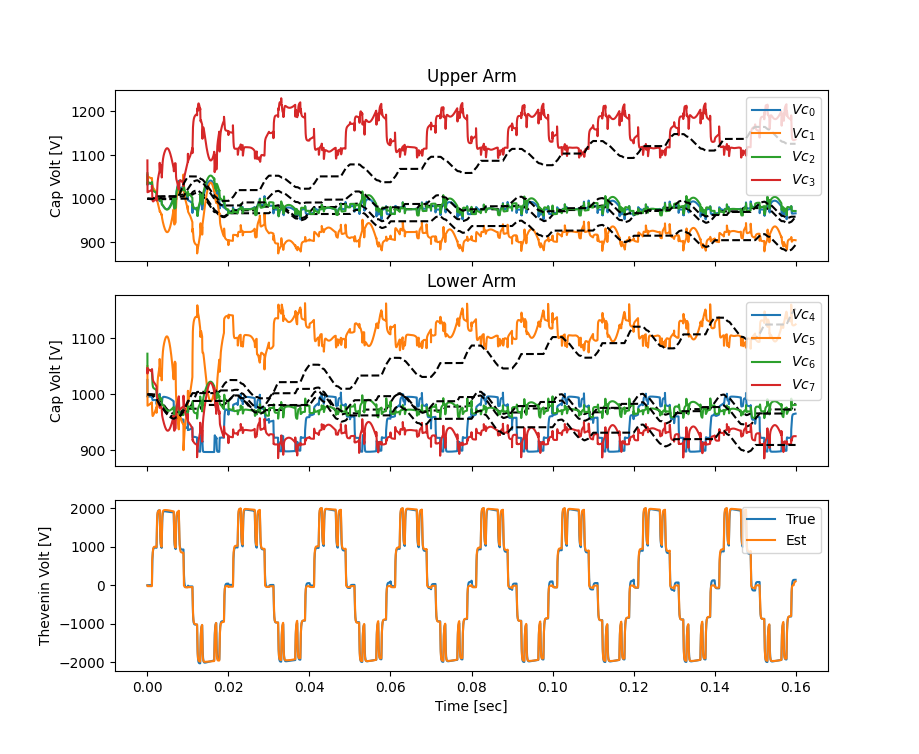 Upper Arm
Cap Volt [V]
1200
1100
1000
900
Vc0
Vc1
Vc2
Vc3
Lower Arm
Cap Volt [V]
1100
1000
900
Vc4
Vc5
Vc6
Vc7
Thevenin Volt [V]
2000
1000
0
−1000
−2000
True
Est
0.00 0.02 0.04 0.06 0.08 0.10 0.12 0.14 0.16
Time [sec]